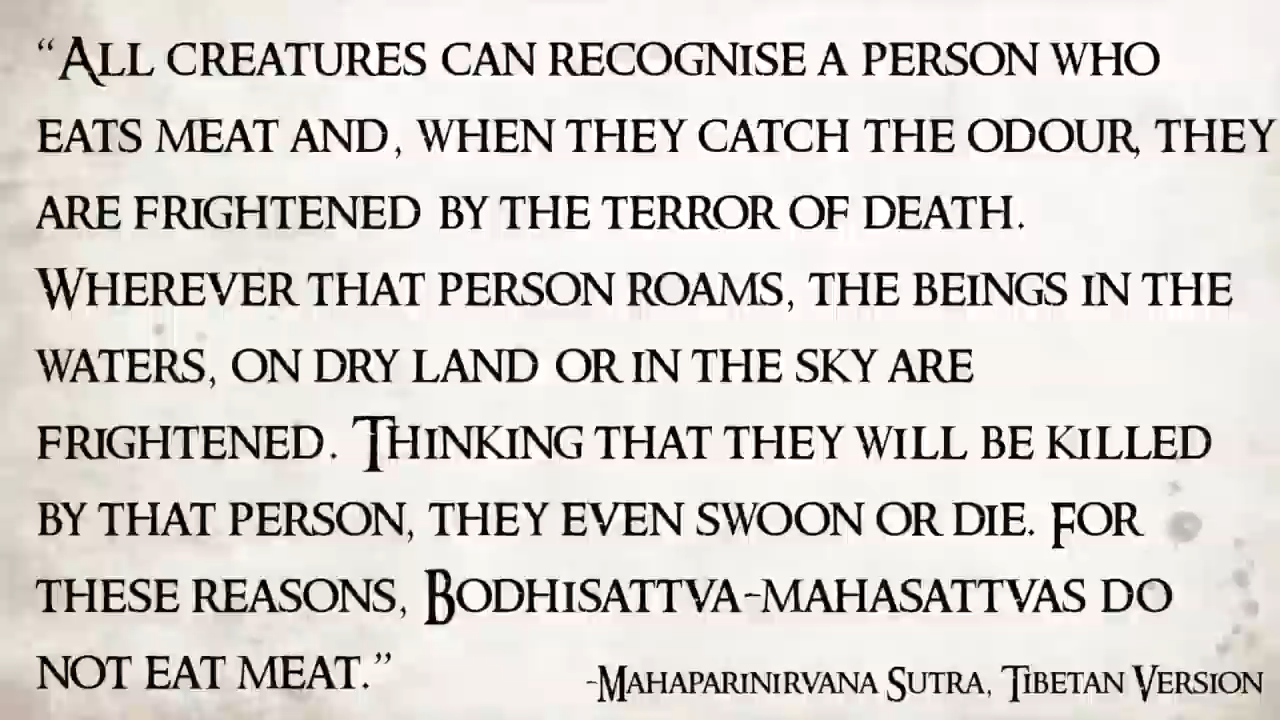 “All creatures can recognise a person who
eats meat and, when they catch the odour, they
are frightened by the terror of death.
Wherever that person roams, the beings in the
waters, on dry land or in the sky are
frightened. Thinking that they will be killed
by that person, they even swoon or die. For
these reasons, Bodhisattva-mahasattvas do
not eat meat.”
-Mahaparinirvana Sutra, Tibetan Version